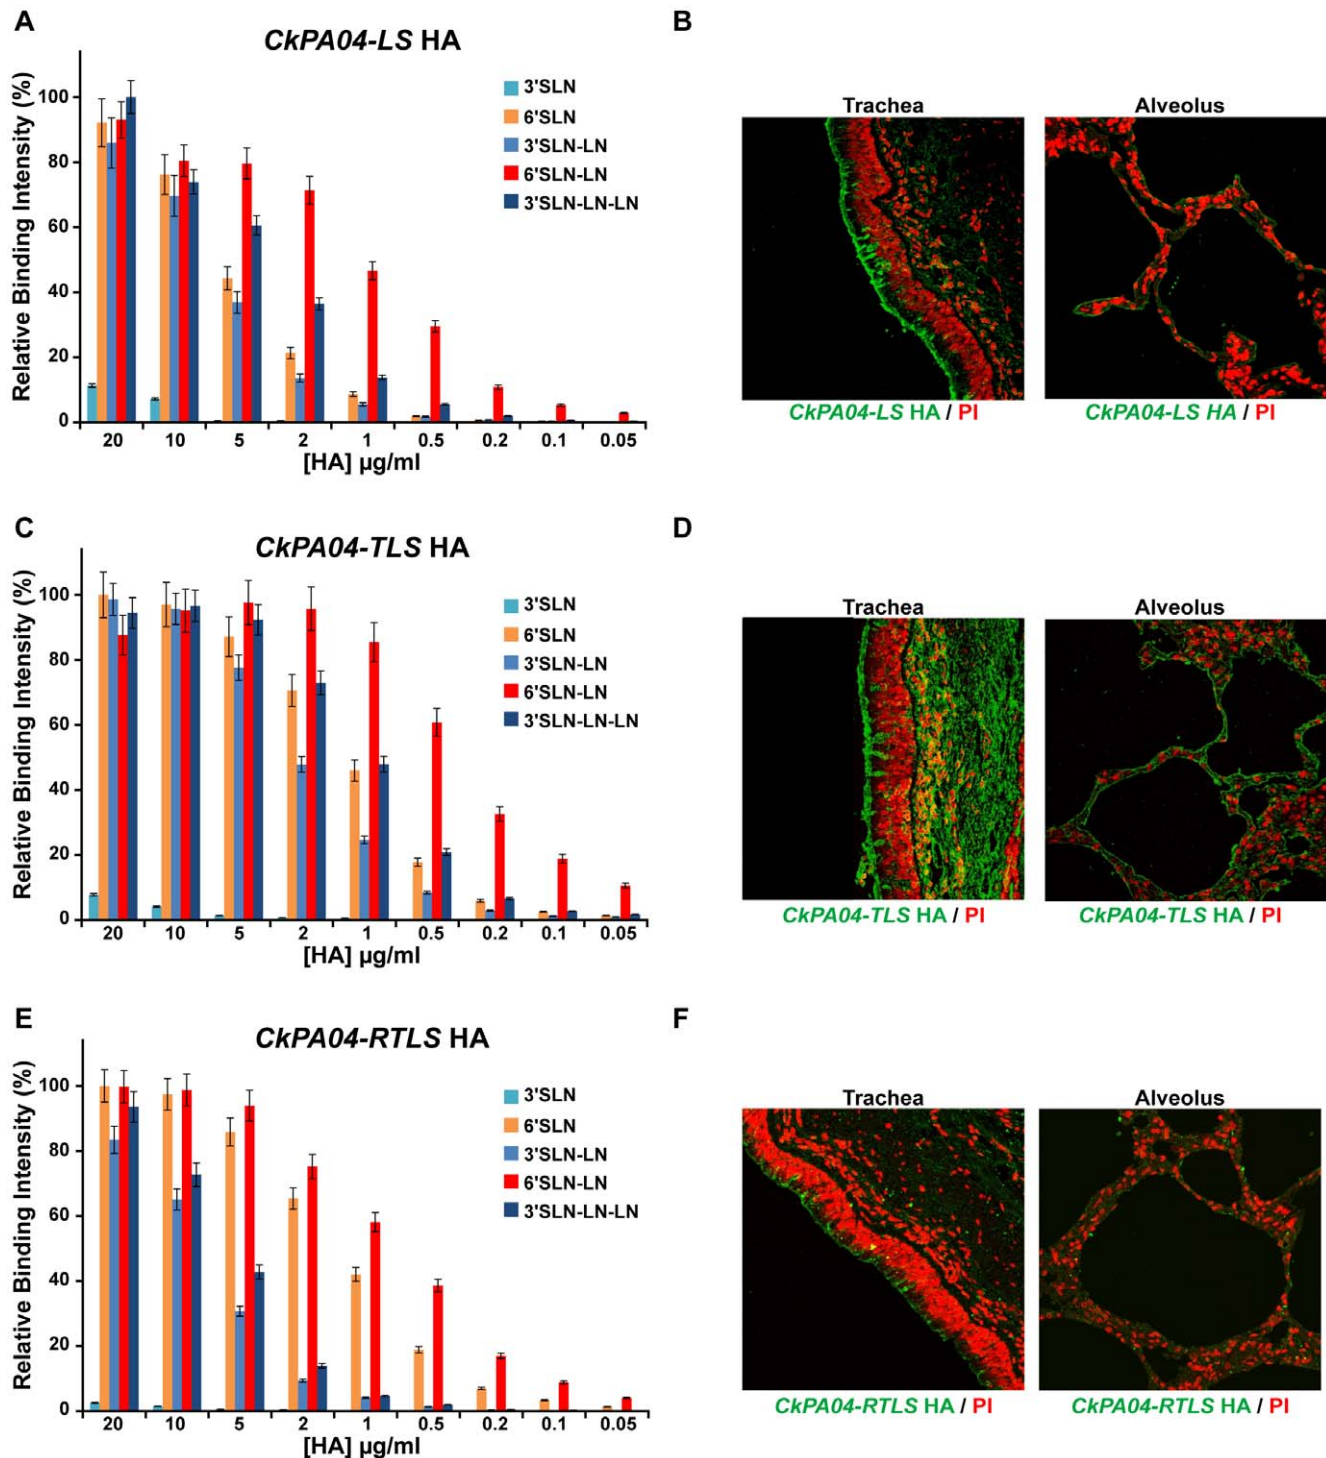 A
CkPA04-LS HA
Relative Binding Intensity (%)
100
80
60
40
20
0
3'SLN
6'SLN
3'SLN-LN
6'SLN-LN
3'SLN-LN-LN
20 10 5 2 1 0.5 0.2 0.1 0.05
[HA] µg/ml
B
Trachea Alveolus
CkPA04-LS HA / PI CkPA04-LS HA / PI
C
CkPA04-TLS HA
Relative Binding Intensity (%)
100
80
60
40
20
0
3'SLN
6'SLN
3'SLN-LN
6'SLN-LN
3'SLN-LN-LN
20 10 5 2 1 0.5 0.2 0.1 0.05
[HA] µg/ml
D
Trachea Alveolus
CkPA04-TLS HA / PI CkPA04-TLS HA / PI
E
CkPA04-RTLS HA
Relative Binding Intensity (%)
100
80
60
40
20
0
3'SLN
6'SLN
3'SLN-LN
6'SLN-LN
3'SLN-LN-LN
20 10 5 2 1 0.5 0.2 0.1 0.05
[HA] µg/ml
F
Trachea Alveolus
CkPA04-RTLS HA / PI CkPA04-RTLS HA / PI